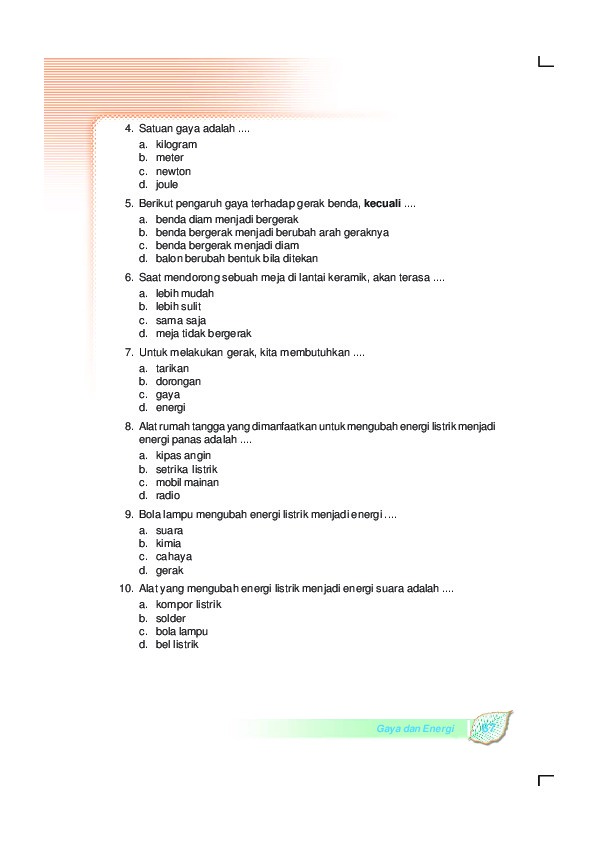 4. Satuan gaya adalah ....
a. kilogram
b. meter
c. newton
d. joule
5. Berikut pengaruh gaya terhadap gerak benda, kecuali ....
a. benda diam menjadi bergerak
b. benda bergerak menjadi berubah arah geraknya
c. benda bergerak menjadi diam
d. balon berubah bentuk bila ditekan
6. Saat mendorong sebuah meja di lantai keramik, akan terasa ....
a. lebih mudah
b. lebih sulit
c. sama saja
d. meja tidak bergerak
7. Untuk melakukan gerak, kita membutuhkan ....
a. tarikan
b. dorongan
c. gaya
d. energi
8. Alat rumah tangga yang dimanfaatkan untuk mengubah energi listrik menjadi
energi panas adalah ....
a. kipas angin
b. setrika listrik
c. mobil mainan
d. radio
9. Bola lampu mengubah energi listrik menjadi energi ....
a. suara
b. kimia
c. cahaya
d. gerak
10. Alat yang mengubah energi listrik menjadi energi suara adalah ....
a. kompor listrik
b. solder
c. bola lampu
d. bel listrik
Gaya dan Energi